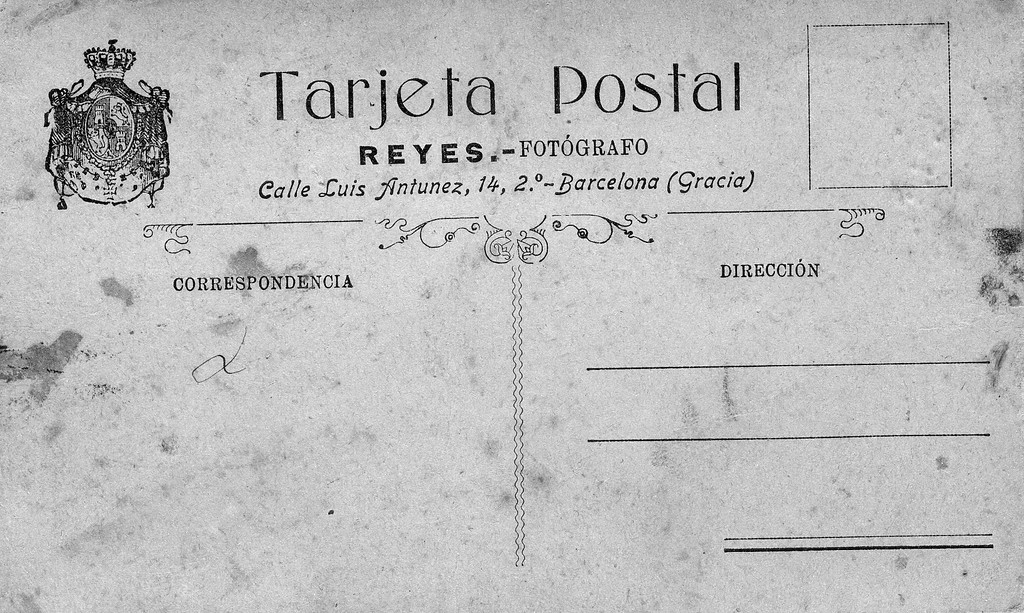 Tarjeta Postal
REYES.-FOTÓGRAFO
Calle Luis Antunez, 14, 2.º-Barcelona (Gracia)
CORRESPONDENCIA
DIRECCIÓN